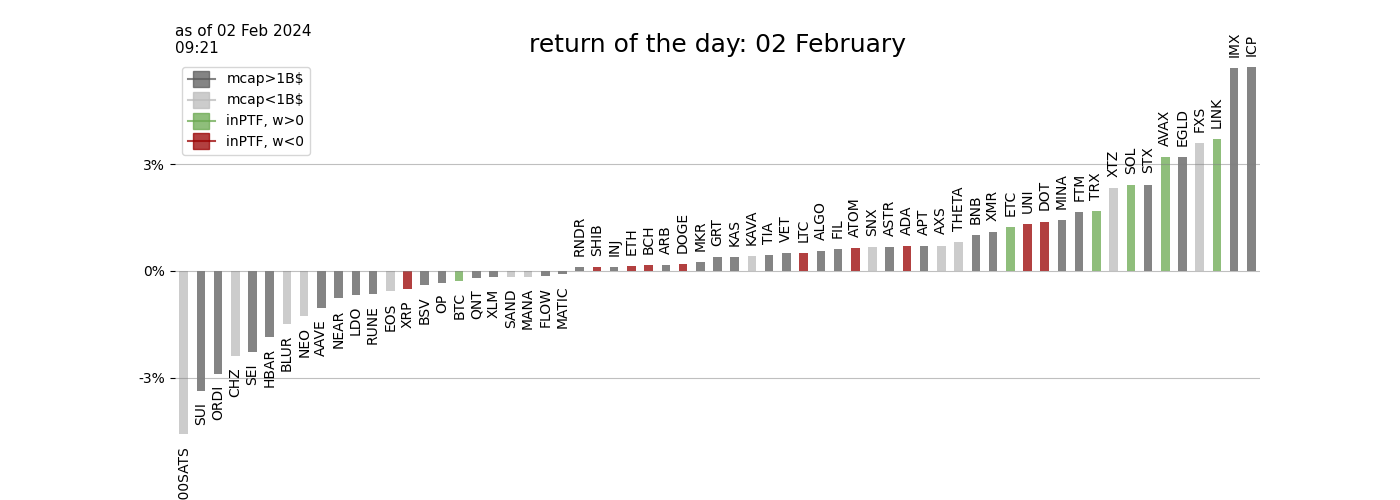 as of 02 Feb 2024
09:21
return of the day: 02 February
mcap>1B$
mcap<1B$
inPTF, w>0
inPTF, w<0
3%
0%
-3%
00SATS
SUI
ORDI
CHZ
SEI
HBAR
BLUR
NEO
AAVE
NEAR
LDO
RUNE
EOS
XRP
BSV
OP
BTC
QNT
XLM
SAND
MANA
FLOW
MATIC
RNDR
SHIB
INJ
ETH
BCH
ARB
DOGE
MKR
GRT
KAS
KAVA
TIA
VET
LTC
ALGO
FIL
ATOM
SNX
ASTR
ADA
APT
AXS
THETA
BNB
XMR
ETC
UNI
DOT
MINA
FTM
TRX
XTZ
SOL
STX
AVAX
EGLD
FXS
LINK
IMX
ICP